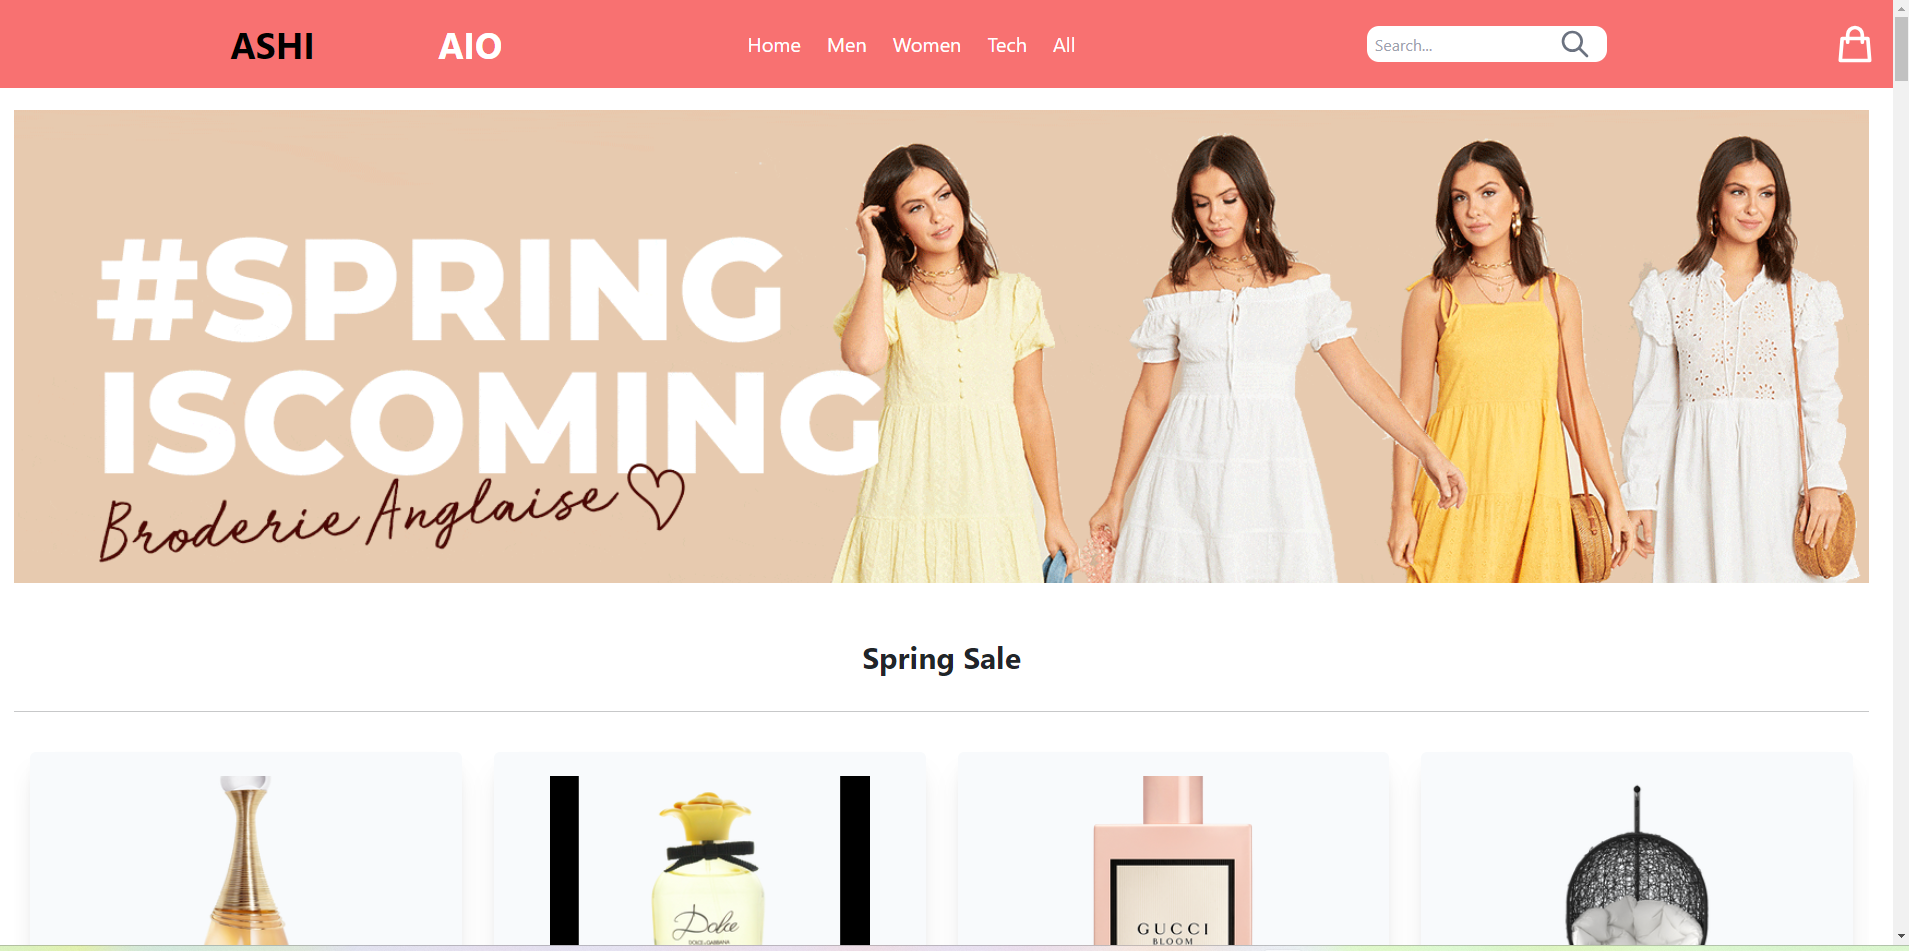 ASHI AIO Home Men Women Tech All Search...
#SPRING
ISCOMING
Broderie Anglaise
Spring Sale
Dolce
DOLCE & GABBANA
GUCCI
BLOOM